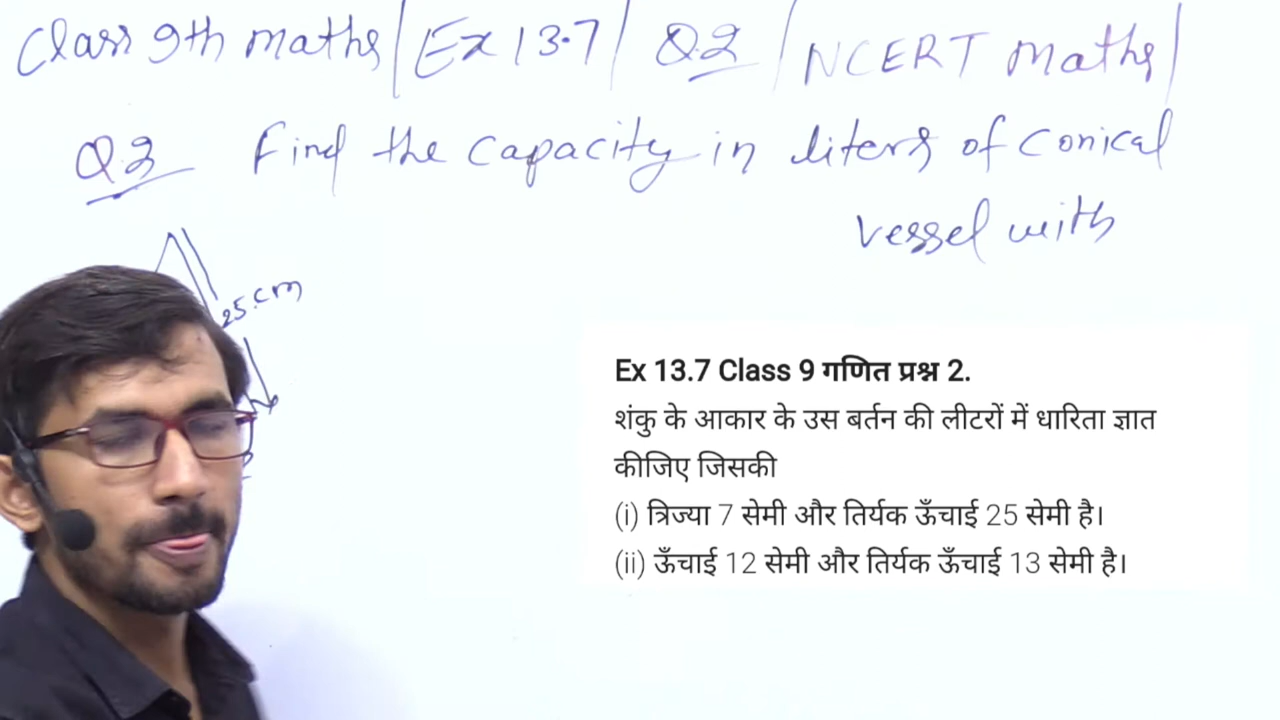 Class 9th maths/ Ex 13.7/ Q.2 / NCERT Maths/
Q.2 Find the capacity in liters of conical
vessel with
25 cm
Ex 13.7 Class 9 गणित प्रश्न 2.
शंकु के आकार के उस बर्तन की लीटरों में धारिता ज्ञात
कीजिए जिसकी
(i) त्रिज्या 7 सेमी और तिर्यक ऊँचाई 25 सेमी है।
(ii) ऊँचाई 12 सेमी और तिर्यक ऊँचाई 13 सेमी है।